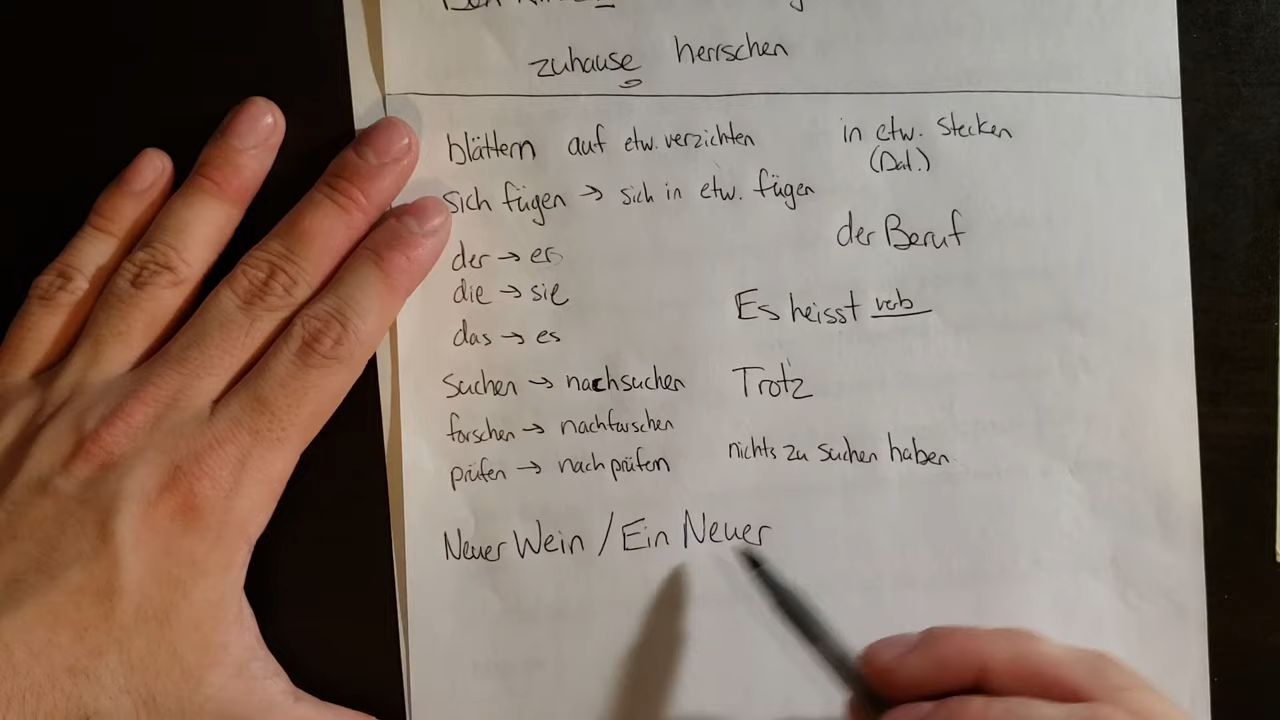 zuhause herrschen
blättern auf etw. verzichten in etw. stecken
(Dat.)
sich fügen → sich in etw. fügen
der Beruf
der → er
die → sie
Es heisst verb
das → es
suchen → nachsuchen Trotz
forschen → nachforschen
nichts zu suchen haben
prüfen → nachprüfen
Neuer Wein / Ein Neuer